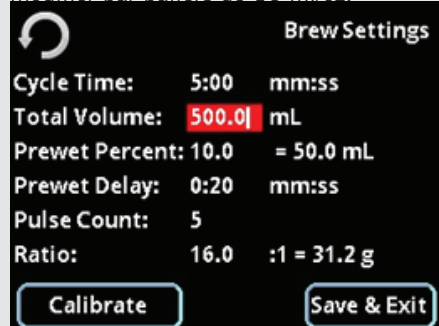 Brew Settings
Cycle Time: 5:00 mm:ss
Total Volume: 500.0 mL
Prewet Percent: 10.0 = 50.0 mL
Prewet Delay: 0:20 mm:ss
Pulse Count: 5
Ratio: 16.0 :1 = 31.2 g
Calibrate Save & Exit